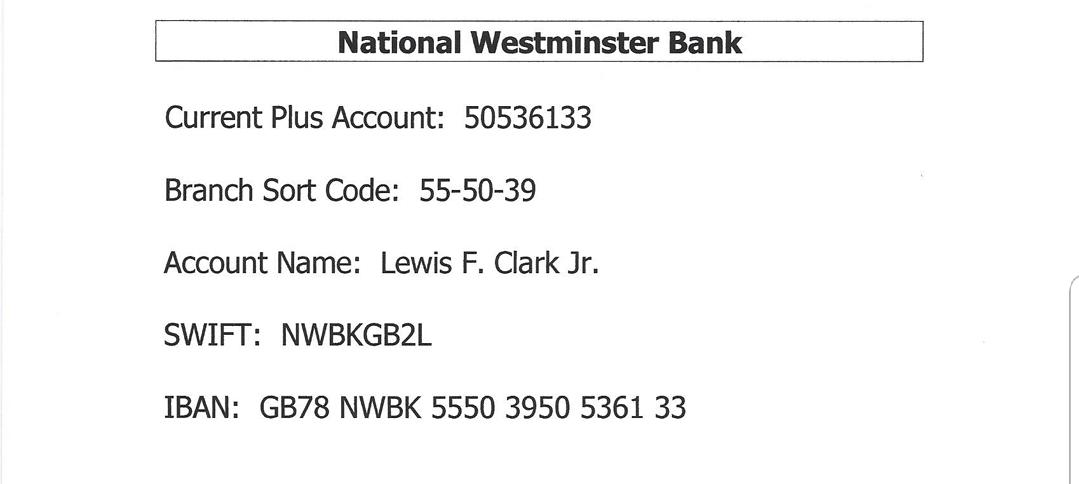 National Westminster Bank
Current Plus Account: 50536133
Branch Sort Code: 55-50-39
Account Name: Lewis F. Clark Jr.
SWIFT: NWBKGB2L
IBAN: GB78 NWBK 5550 3950 5361 33